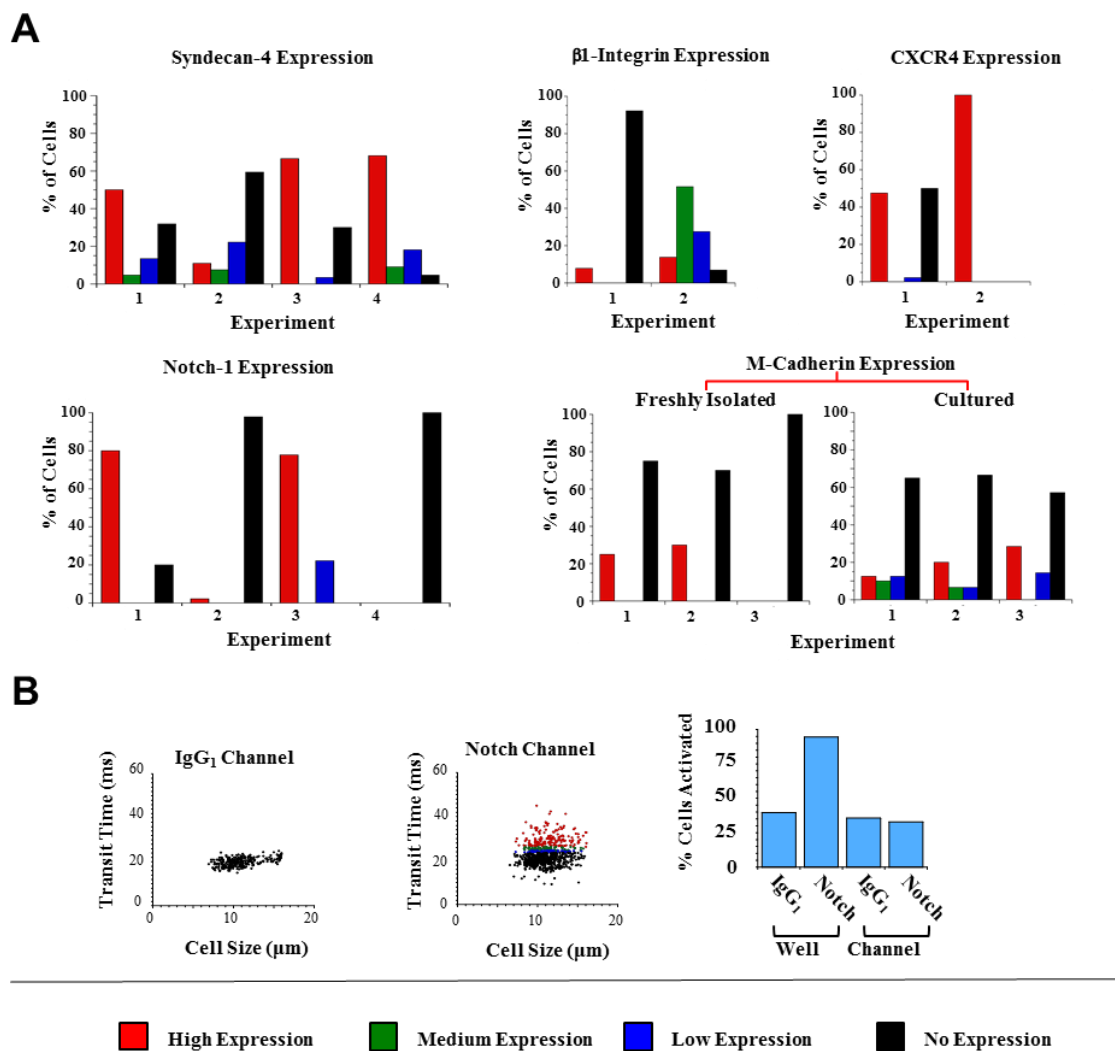 A
Syndecan-4 Expression
% of Cells
100
80
60
40
20
0
1 2 3 4
Experiment
β1-Integrin Expression
% of Cells
100
80
60
40
20
0
1 2
Experiment
CXCR4 Expression
100
80
60
40
20
0
1 2
Experiment
Notch-1 Expression
% of Cells
100
80
60
40
20
0
1 2 3 4
Experiment
M-Cadherin Expression
Freshly Isolated
% of Cells
100
80
60
40
20
0
1 2 3
Cultured
100
80
60
40
20
0
1 2 3
Experiment
B
IgG₁ Channel
Transit Time (ms)
60
40
20
0
0 10 20
Cell Size (µm)
Notch Channel
Transit Time (ms)
60
40
20
0
0 10 20
Cell Size (µm)
% Cells Activated
100
75
50
25
0
IgG₁ Notch IgG₁ Notch
Well Channel
High Expression Medium Expression Low Expression No Expression